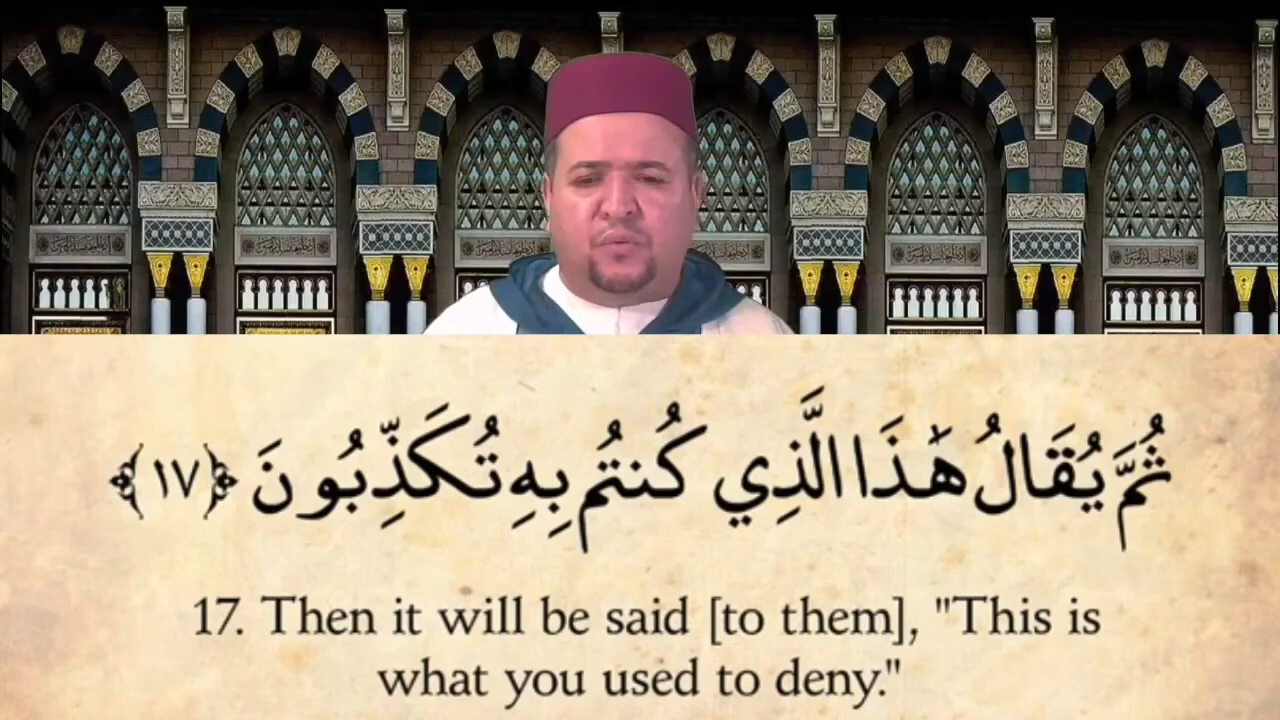 ثُمَّ يُقَالُ هَٰذَا الَّذِي كُنتُم بِهِ تُكَذِّبُونَ ﴿١٧﴾
17. Then it will be said [to them], "This is
what you used to deny."